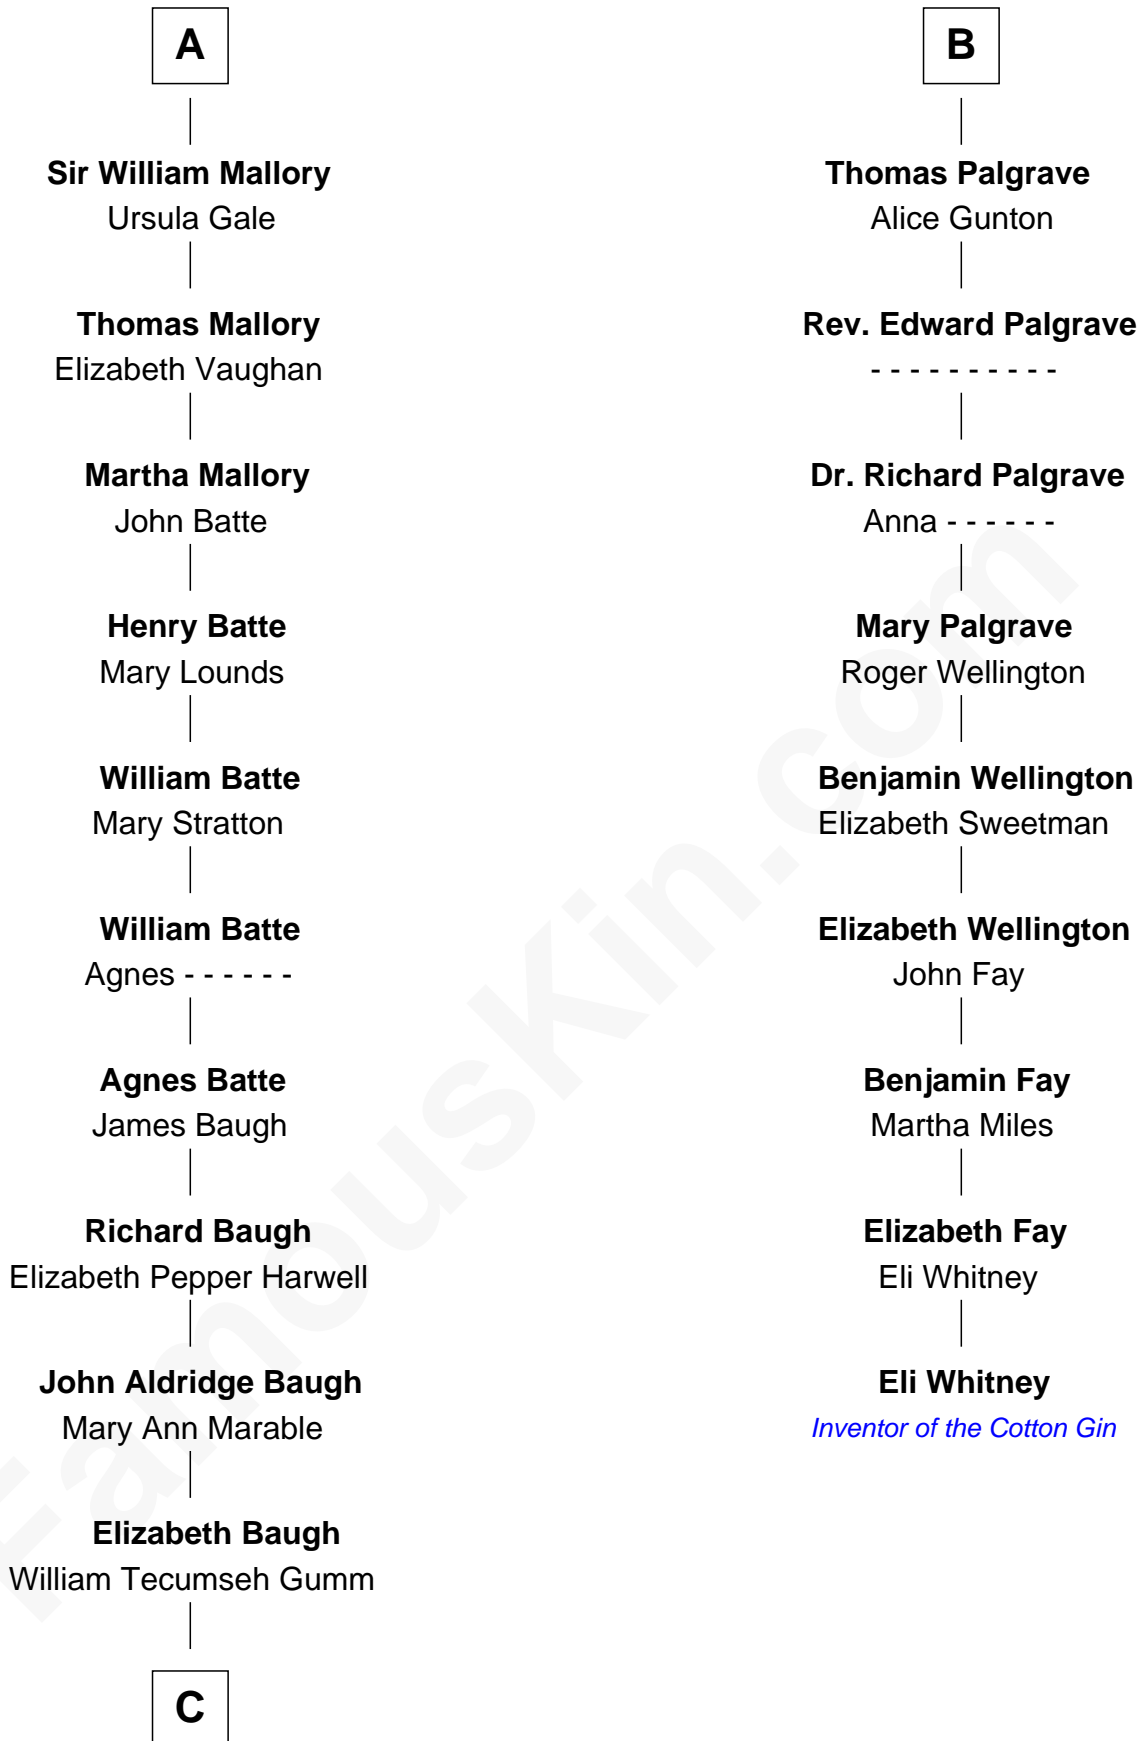 A
Sir William Mallory
Ursula Gale
Thomas Mallory
Elizabeth Vaughan
Martha Mallory
John Batte
Henry Batte
Mary Lounds
William Batte
Mary Stratton
William Batte
Agnes - - - - - -
Agnes Batte
James Baugh
Richard Baugh
Elizabeth Pepper Harwell
John Aldridge Baugh
Mary Ann Marable
Elizabeth Baugh
William Tecumseh Gumm
C
B
Thomas Palgrave
Alice Gunton
Rev. Edward Palgrave
- - - - - - - - - -
Dr. Richard Palgrave
Anna - - - - - -
Mary Palgrave
Roger Wellington
Benjamin Wellington
Elizabeth Sweetman
Elizabeth Wellington
John Fay
Benjamin Fay
Martha Miles
Elizabeth Fay
Eli Whitney
Eli Whitney
Inventor of the Cotton Gin
FamousKin.com